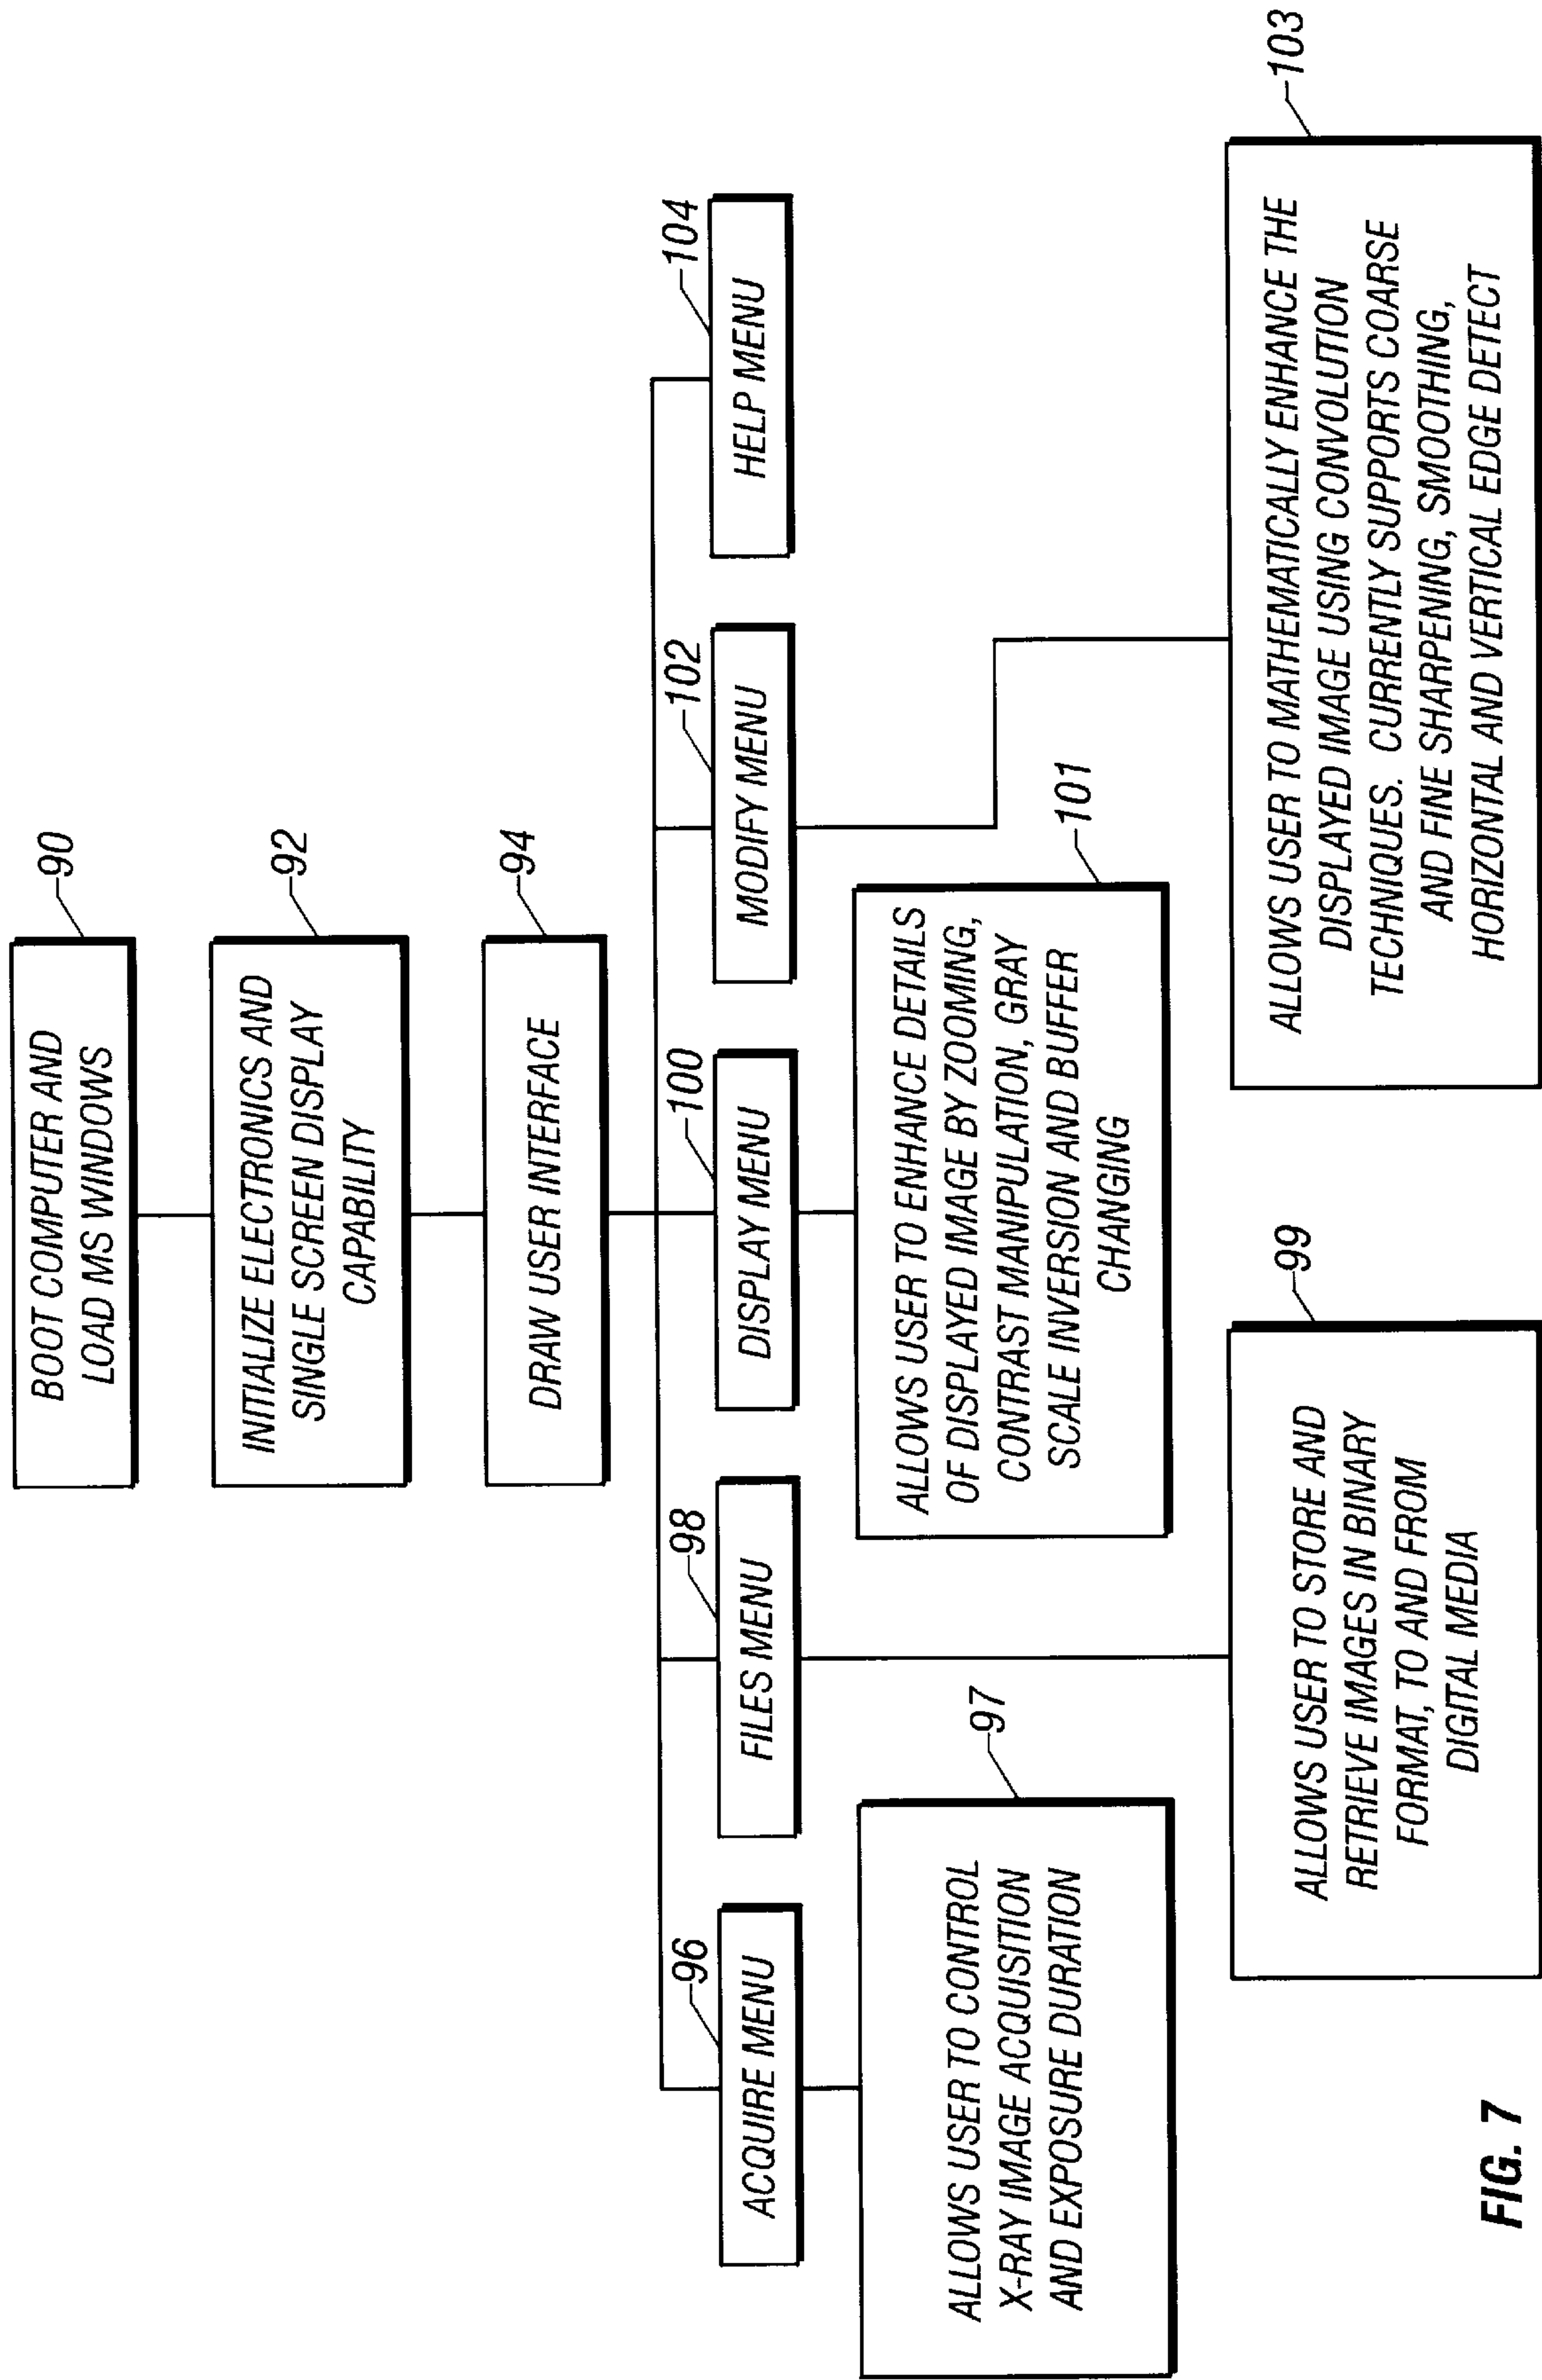 BOOT COMPUTER AND
LOAD MS WINDOWS
90
INITIALIZE ELECTRONICS AND
SINGLE SCREEN DISPLAY
CAPABILITY
92
DRAW USER INTERFACE
94
ACQUIRE MENU
96
FILES MENU
98
DISPLAY MENU
100
MODIFY MENU
102
HELP MENU
104
ALLOWS USER TO CONTROL
X-RAY IMAGE ACQUISITION
AND EXPOSURE DURATION
97
ALLOWS USER TO ENHANCE DETAILS
OF DISPLAYED IMAGE BY ZOOMING,
CONTRAST MANIPULATION, GRAY
SCALE INVERSION AND BUFFER
CHANGING
101
ALLOWS USER TO STORE AND
RETRIEVE IMAGES IN BINARY
FORMAT, TO AND FROM
DIGITAL MEDIA
99
ALLOWS USER TO MATHEMATICALLY ENHANCE THE
DISPLAYED IMAGE USING CONVOLUTION
TECHNIQUES. CURRENTLY SUPPORTS COARSE
AND FINE SHARPENING, SMOOTHING,
HORIZONTAL AND VERTICAL EDGE DETECT
103
FIG. 7